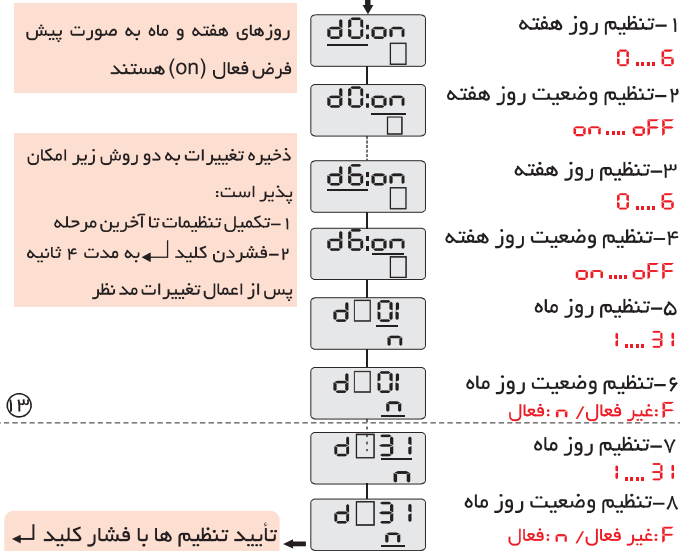 ۱-تنظیم روز هفته
0 .... 6
۲-تنظیم وضعیت روز هفته
on .... oFF
۳-تنظیم روز هفته
0 .... 6
۴-تنظیم وضعیت روز هفته
on .... oFF
۵-تنظیم روز ماه
1 .... 31
۶-تنظیم وضعیت روز ماه
F:غیر فعال/ n :فعال
۷-تنظیم روز ماه
1 .... 31
۸-تنظیم وضعیت روز ماه
F:غیر فعال/ n :فعال
d0:on
d0:on
d6:on
d6:on
d 01
n
d 01
n
d 31
n
d 31
n
روزهای هفته و ماه به صورت پیش
فرض فعال (on) هستند
ذخیره تغییرات به دو روش زیر امکان
پذیر است:
۱-تکمیل تنظیمات تا آخرین مرحله
۲-فشردن کلید ↵ به مدت ۴ ثانیه
پس از اعمال تغییرات مد نظر
۱۳
تأیید تنظیم ها با فشار کلید ↵